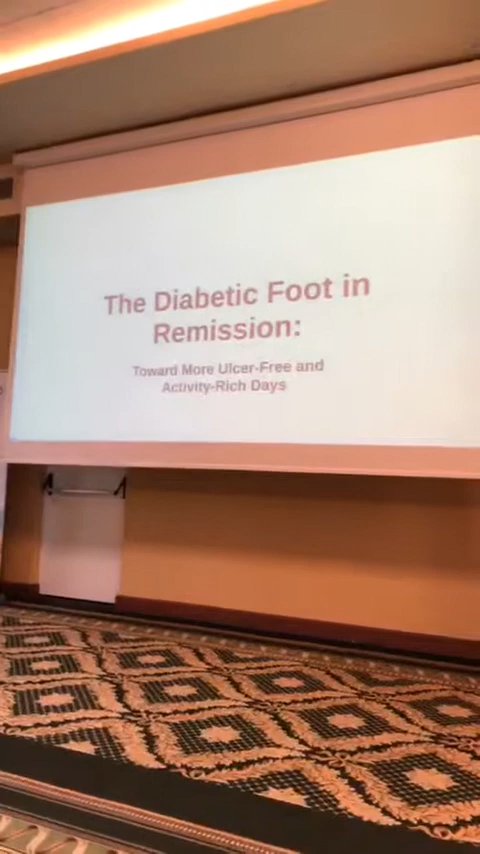 The Diabetic Foot in
Remission:
Toward More Ulcer-Free and
Activity-Rich Days